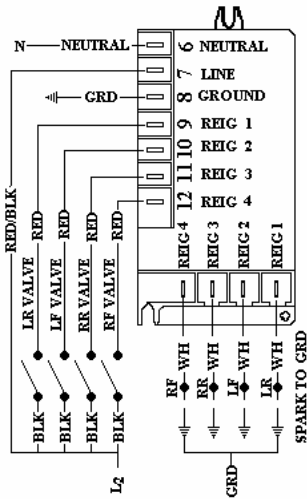 N NEUTRAL 6 NEUTRAL
7 LINE
GRD 8 GROUND
9 REIG 1
10 REIG 2
11 REIG 3
12 REIG 4
RED/BLK RED RED RED RED
REIG 4 REIG 3 REIG 2 REIG 1
LR VALVE LF VALVE RR VALVE RF VALVE
WH WH WH WH
RF RR LF LR
SPARK TO GRD
BLK BLK BLK BLK
L2
GRD